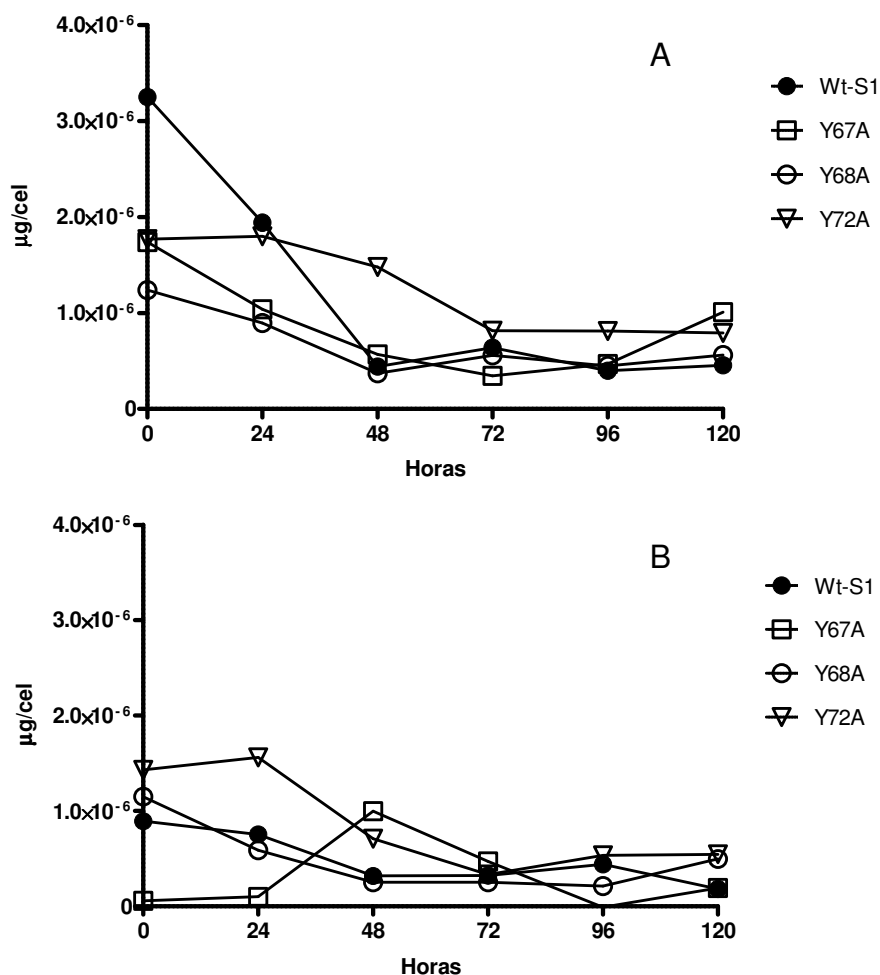 4.0×10⁻⁶
A
Wt-S1
3.0×10⁻⁶
Y67A
Y68A
µg/cel
2.0×10⁻⁶
Y72A
1.0×10⁻⁶
0
0 24 48 72 96 120
Horas
4.0×10⁻⁶
B
Wt-S1
3.0×10⁻⁶
Y67A
Y68A
µg/cel
2.0×10⁻⁶
Y72A
1.0×10⁻⁶
0
0 24 48 72 96 120
Horas